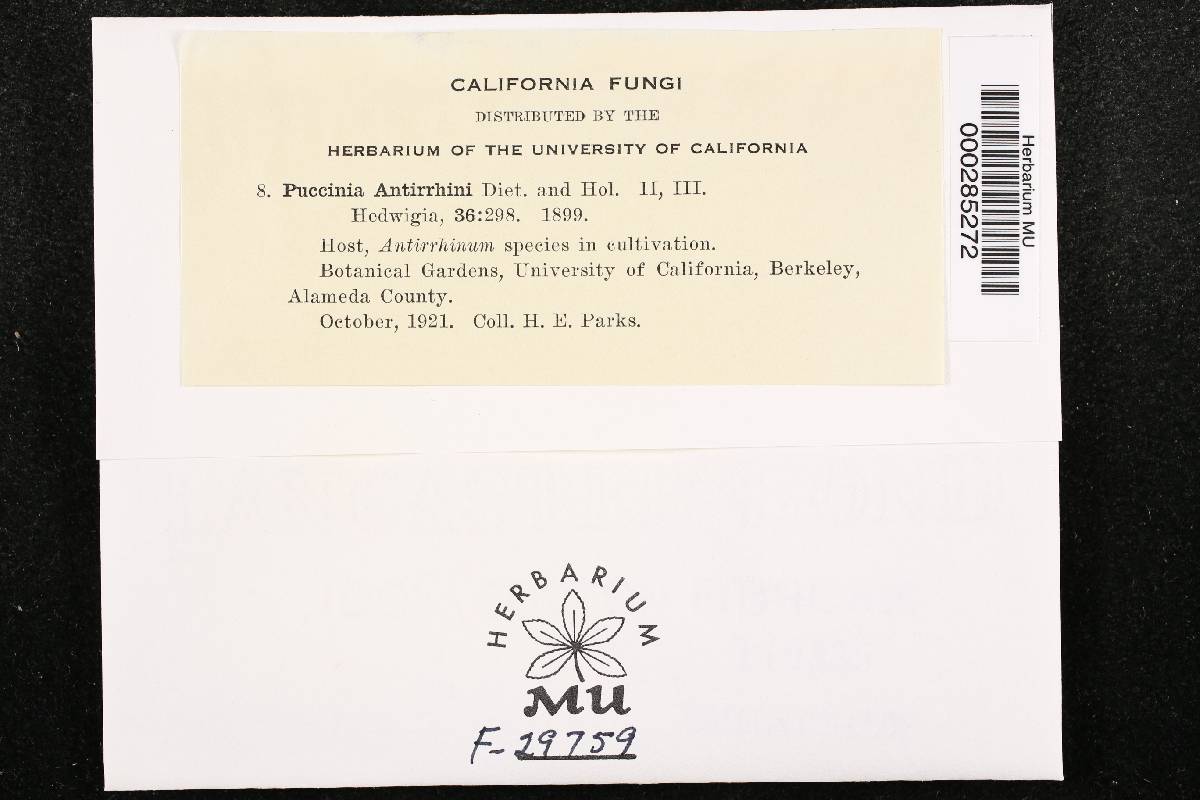 CALIFORNIA FUNGI
DISTRIBUTED BY THE
HERBARIUM OF THE UNIVERSITY OF CALIFORNIA
8. Puccinia Antirrhini Diet. and Hol. II, III.
Hedwigia, 36:298. 1899.
Host, Antirrhinum species in cultivation.
Botanical Gardens, University of California, Berkeley,
Alameda County.
October, 1921. Coll. H. E. Parks.
Herbarium MU
000285272
HERBARIUM
MU
F-29759